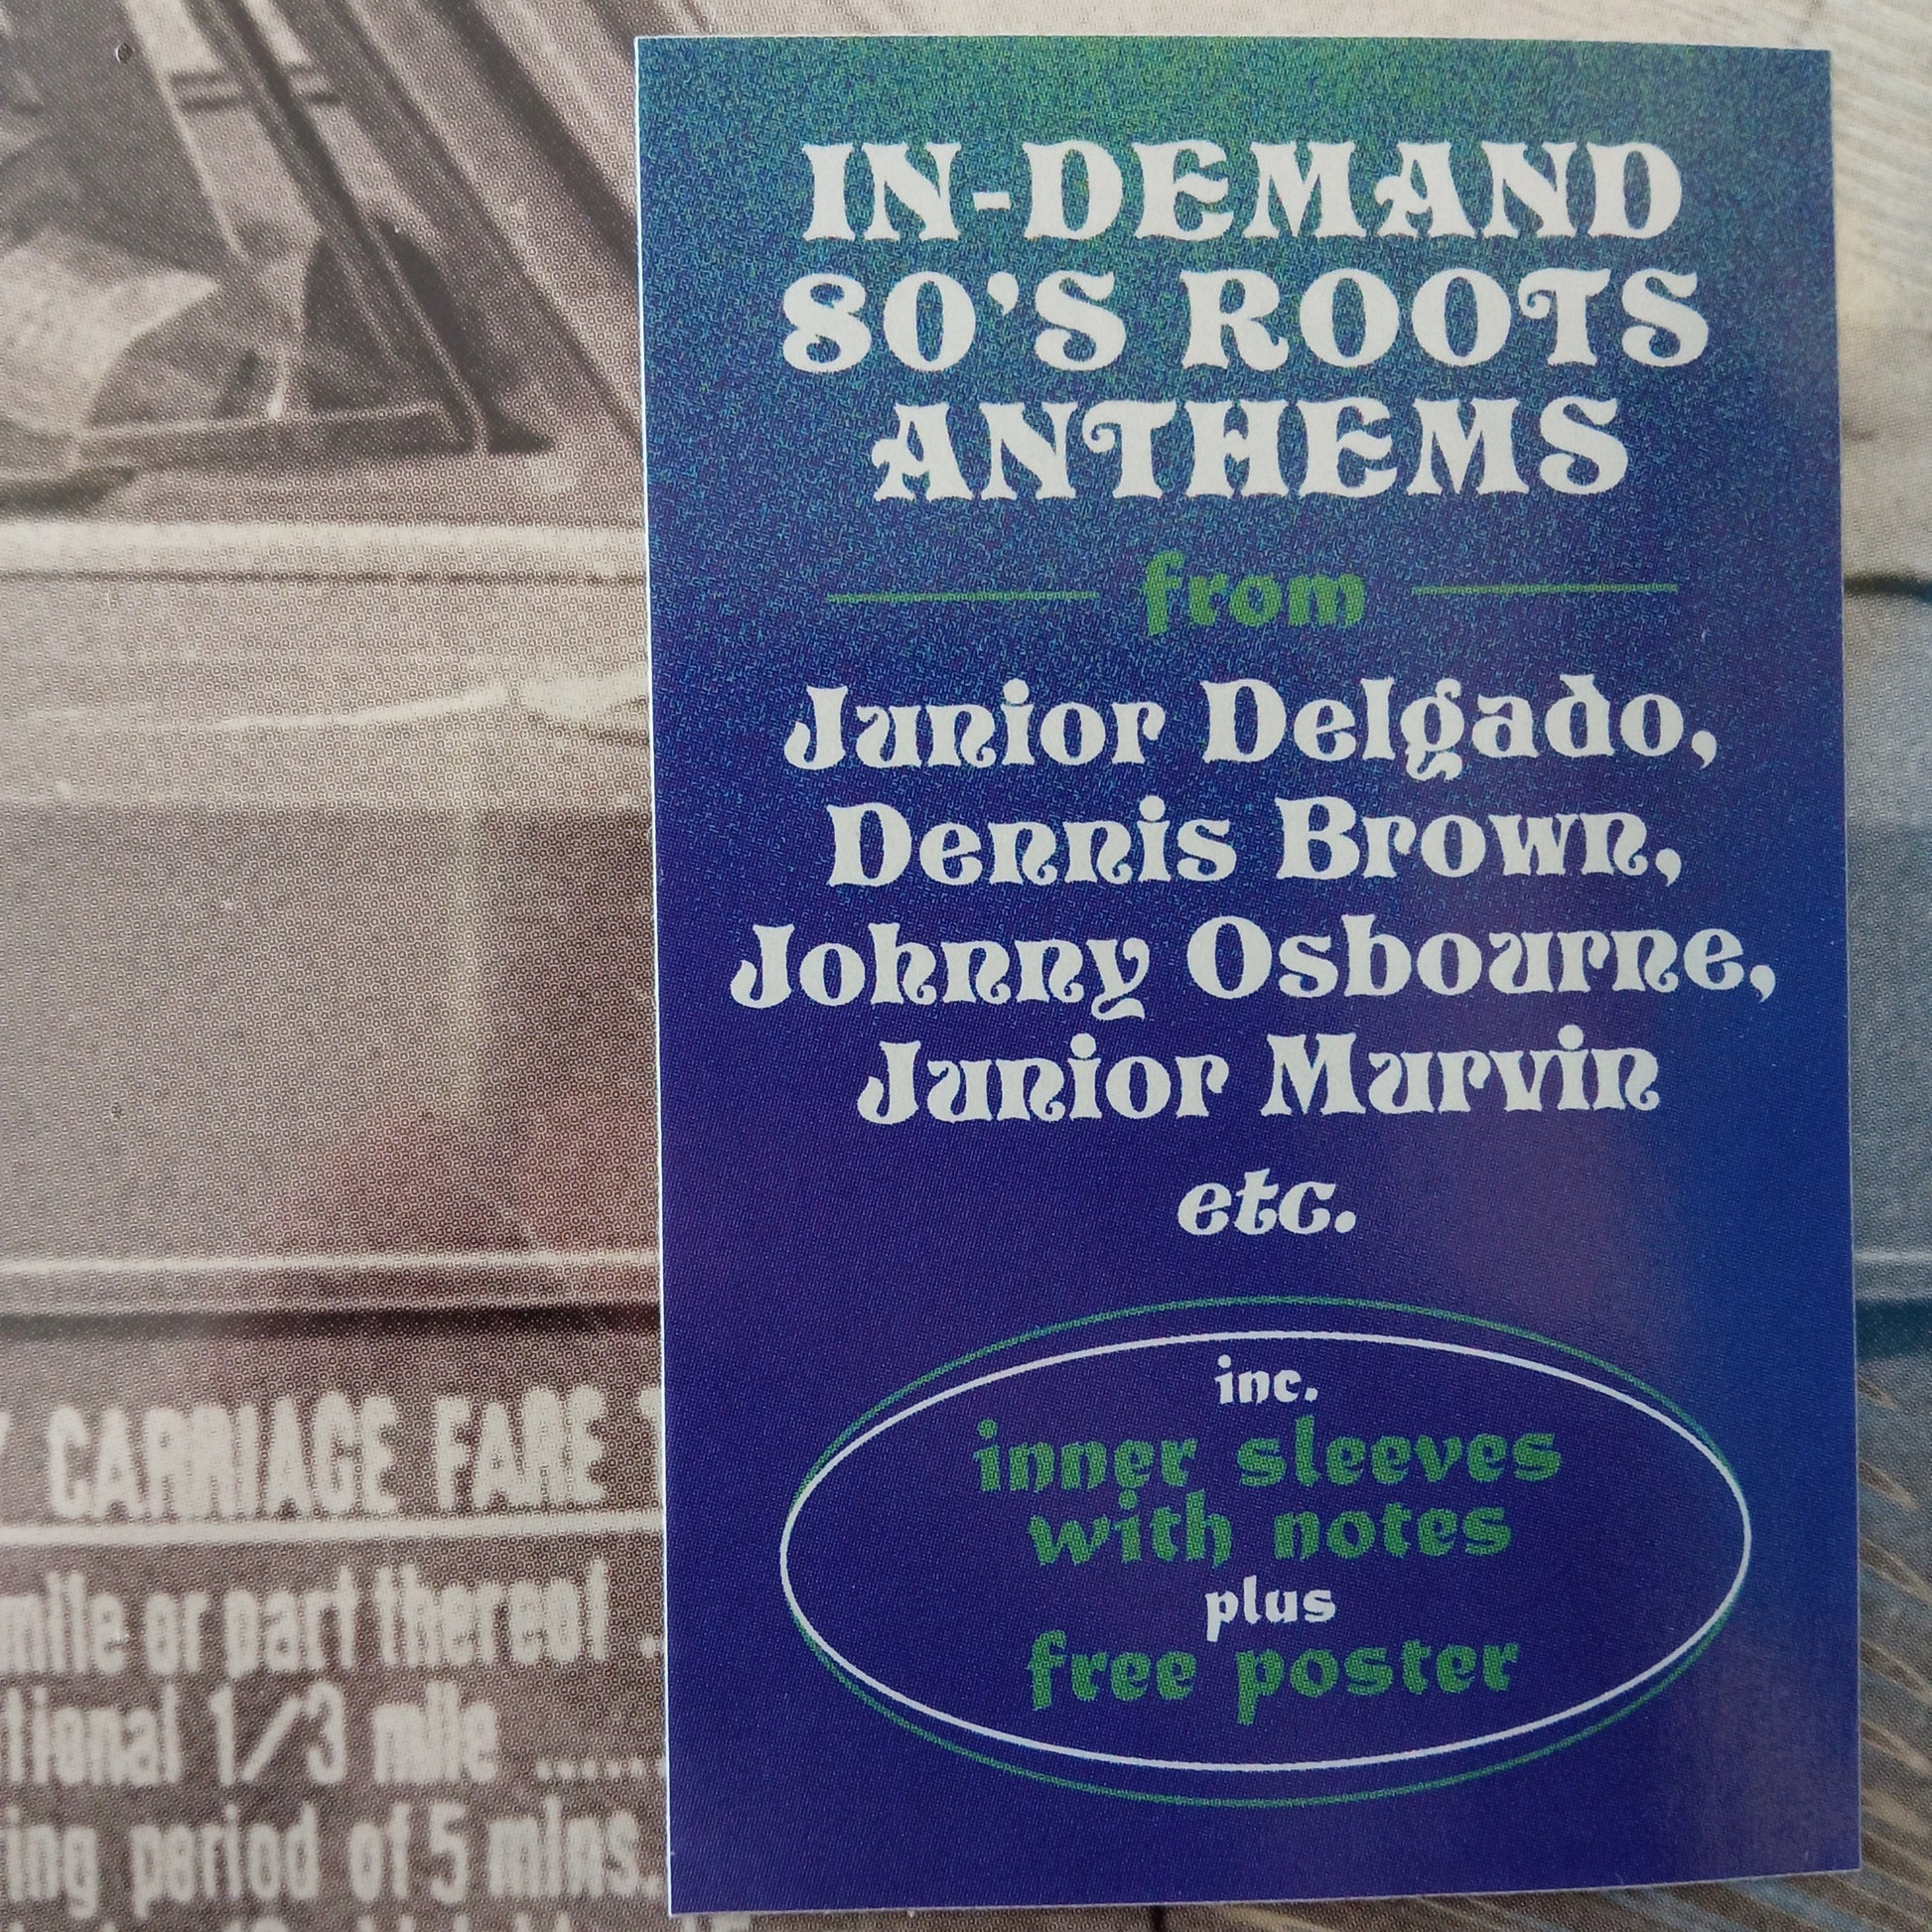 IN-DEMAND
80'S ROOTS
ANTHEMS
from
Junior Delgado,
Dennis Brown,
Johnny Osbourne,
Junior Murvin
etc.
inc.
inner sleeves
with notes
plus
free poster
CARRIAGE FARE
mile or part thereof .
tional 1/3 mile ......
ing period of 5 mins.